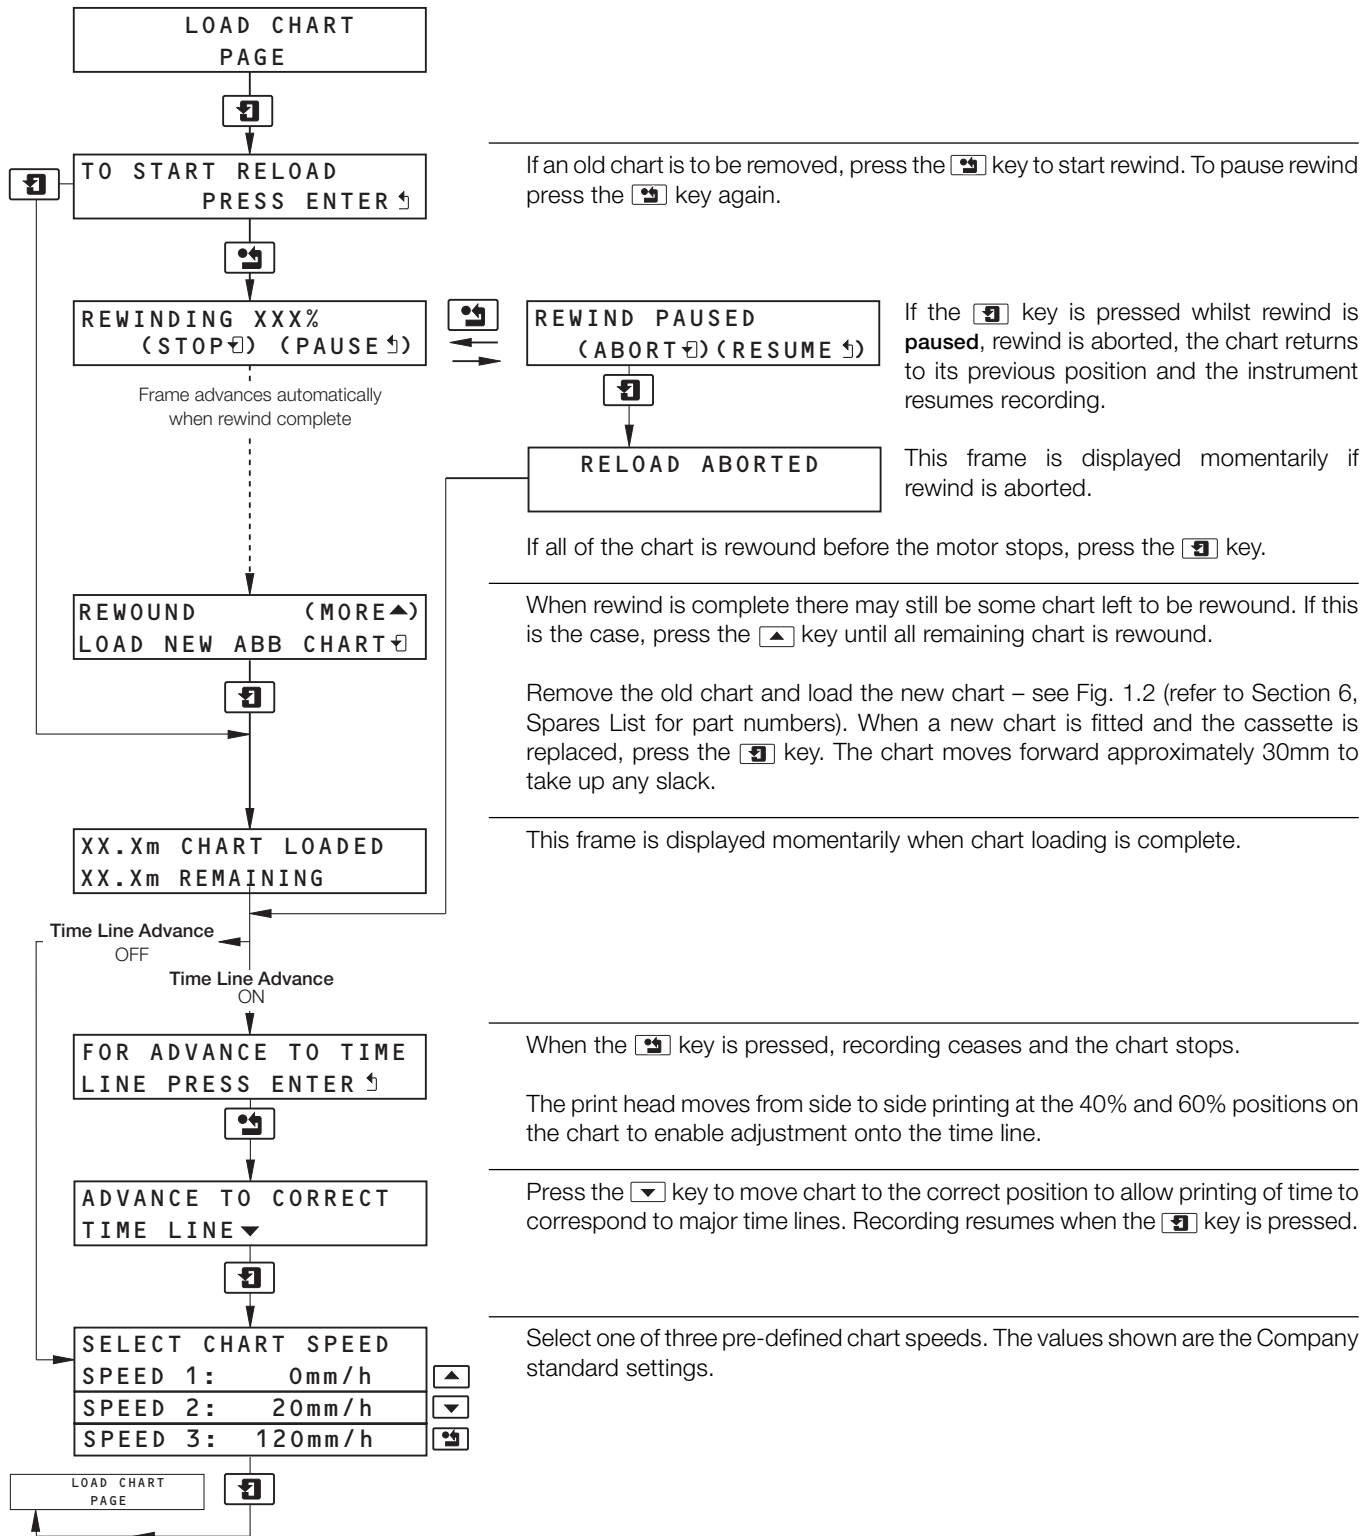 LOAD CHART
PAGE
TO START RELOAD
PRESS ENTER
If an old chart is to be removed, press the key to start rewind. To pause rewind
press the key again.
REWINDING XXX%
(STOP) (PAUSE)
REWIND PAUSED
(ABORT)(RESUME)
If the key is pressed whilst rewind is
paused, rewind is aborted, the chart returns
to its previous position and the instrument
resumes recording.
Frame advances automatically
when rewind complete
RELOAD ABORTED
This frame is displayed momentarily if
rewind is aborted.
If all of the chart is rewound before the motor stops, press the key.
REWOUND (MORE▲)
LOAD NEW ABB CHART
When rewind is complete there may still be some chart left to be rewound. If this
is the case, press the ▲ key until all remaining chart is rewound.
Remove the old chart and load the new chart – see Fig. 1.2 (refer to Section 6,
Spares List for part numbers). When a new chart is fitted and the cassette is
replaced, press the key. The chart moves forward approximately 30mm to
take up any slack.
XX.Xm CHART LOADED
XX.Xm REMAINING
This frame is displayed momentarily when chart loading is complete.
Time Line Advance
OFF
Time Line Advance
ON
FOR ADVANCE TO TIME
LINE PRESS ENTER
When the key is pressed, recording ceases and the chart stops.
The print head moves from side to side printing at the 40% and 60% positions on
the chart to enable adjustment onto the time line.
ADVANCE TO CORRECT
TIME LINE▼
Press the ▼ key to move chart to the correct position to allow printing of time to
correspond to major time lines. Recording resumes when the key is pressed.
SELECT CHART SPEED
SPEED 1: 0mm/h
SPEED 2: 20mm/h
SPEED 3: 120mm/h
Select one of three pre-defined chart speeds. The values shown are the Company
standard settings.
LOAD CHART
PAGE